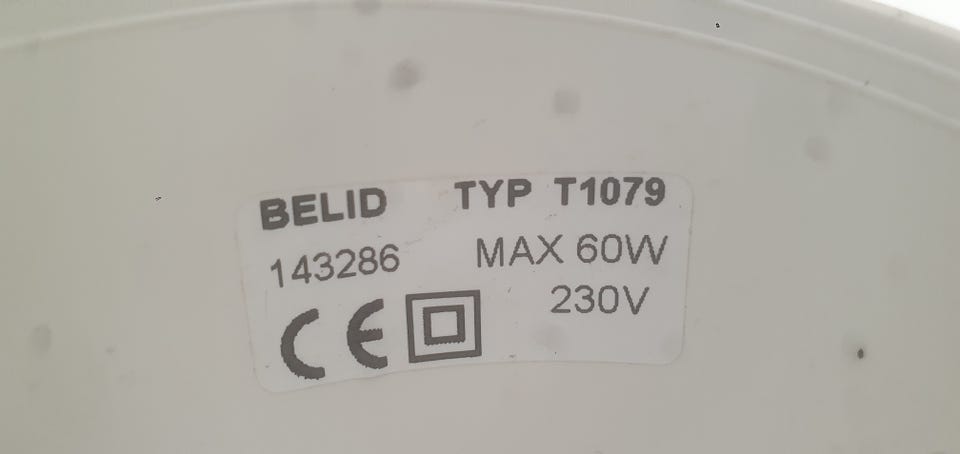 BELID TYP T1079
143286 MAX 60W
CE 230V